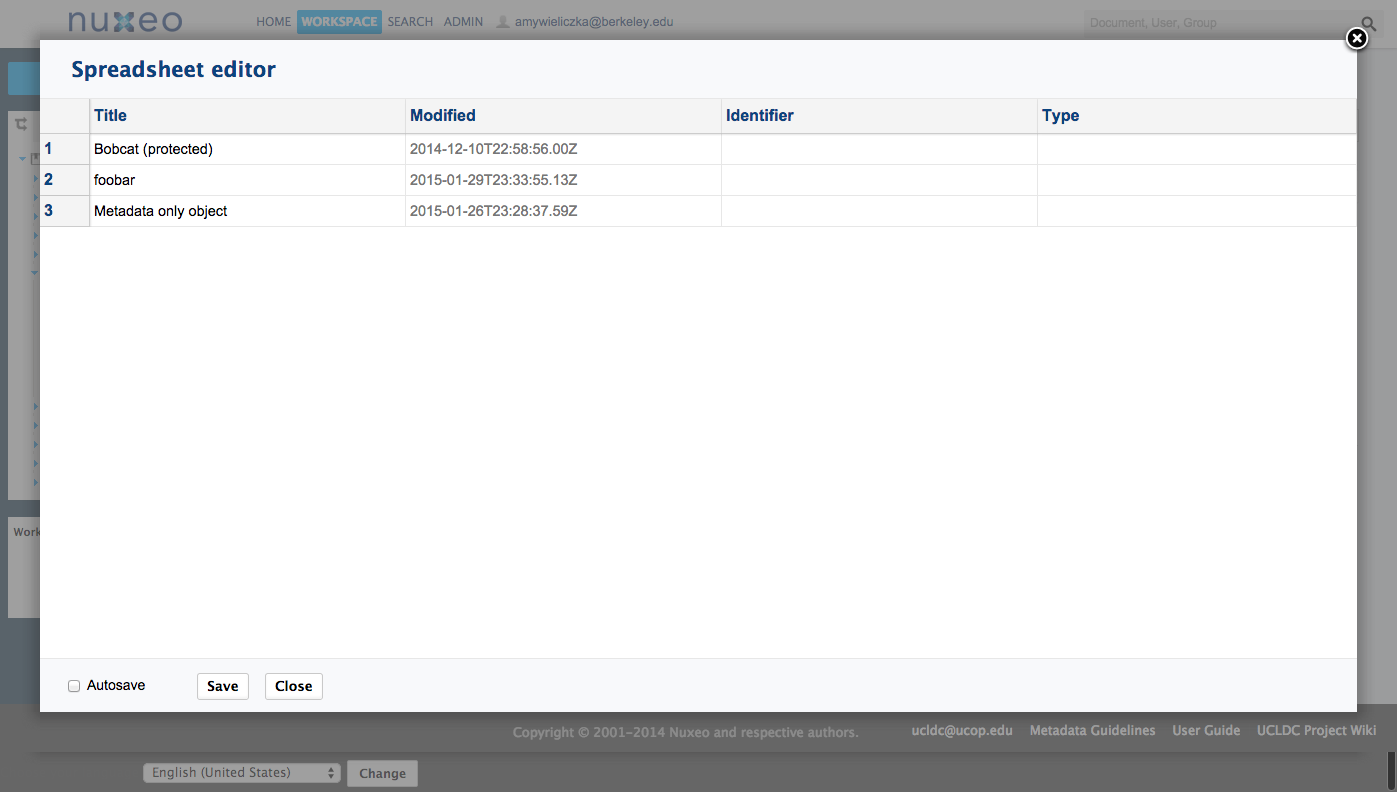 nuxeo
HOME WORKSPACE SEARCH ADMIN amywieliczka@berkeley.edu Document, User, Group
Spreadsheet editor
Title Modified Identifier Type
1 Bobcat (protected) 2014-12-10T22:58:56.00Z
2 foobar 2015-01-29T23:33:55.13Z
3 Metadata only object 2015-01-26T23:28:37.59Z
Work
Autosave Save Close
Copyright © 2001-2014 Nuxeo and respective authors. ucldc@ucop.edu Metadata Guidelines User Guide UCLDC Project Wiki
English (United States) Change